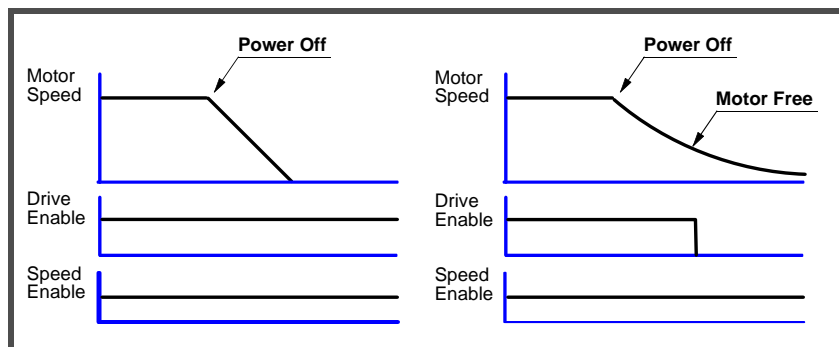 Power Off
Motor
Speed
Drive
Enable
Speed
Enable
Power Off
Motor
Speed
Motor Free
Drive
Enable
Speed
Enable